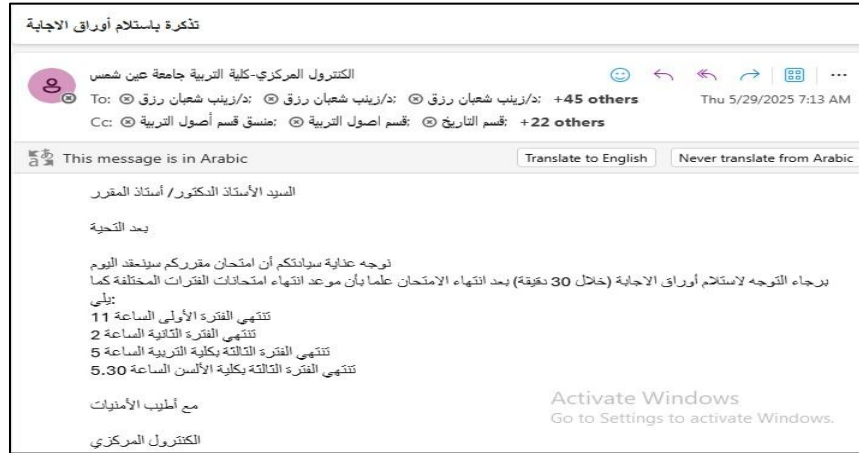 تذكرة باستلام أوراق الاجابة
الكنترول المركزي-كلية التربية جامعة عين شمس
To: د/زينب شعبان رزق; د/زينب شعبان رزق; د/زينب شعبان رزق; +45 others
Thu 5/29/2025 7:13 AM
Cc: منسق قسم أصول التربية; قسم اصول التربية; قسم التاريخ; +22 others
This message is in Arabic
Translate to English
Never translate from Arabic
السيد الأستاذ الدكتور/ أستاذ المقرر
بعد التحية
نوجه عناية سيادتكم أن امتحان مقرركم سينعقد اليوم
برجاء التوجه لاستلام أوراق الاجابة (خلال 30 دقيقة) بعد انتهاء الامتحان علما بأن موعد انتهاء امتحانات الفترات المختلفة كما
يلي:
تنتهي الفترة الأولى الساعة 11
تنتهي الفترة الثانية الساعة 2
تنتهي الفترة الثالثة بكلية التربية الساعة 5
تنتهي الفترة الثالثة بكلية الألسن الساعة 5.30
مع أطيب الأمنيات
الكنترول المركزي
Activate Windows
Go to Settings to activate Windows.